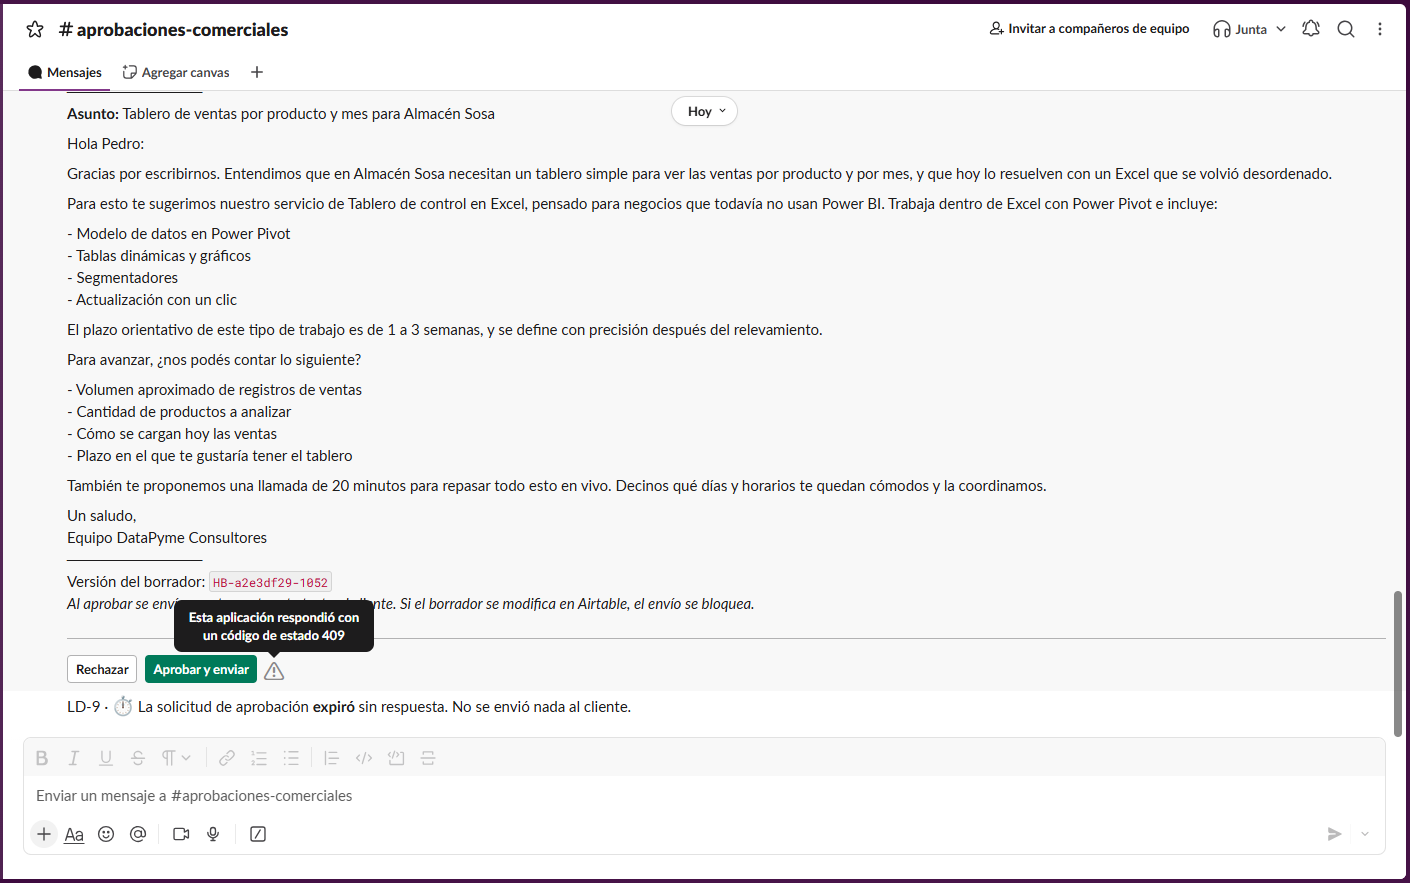 # aprobaciones-comerciales
Invitar a compañeros de equipo
Junta
Mensajes
Agregar canvas
Hoy
Asunto: Tablero de ventas por producto y mes para Almacén Sosa
Hola Pedro:
Gracias por escribirnos. Entendimos que en Almacén Sosa necesitan un tablero simple para ver las ventas por producto y por mes, y que hoy lo resuelven con un Excel que se volvió desordenado.
Para esto te sugerimos nuestro servicio de Tablero de control en Excel, pensado para negocios que todavía no usan Power BI. Trabaja dentro de Excel con Power Pivot e incluye:
- Modelo de datos en Power Pivot
- Tablas dinámicas y gráficos
- Segmentadores
- Actualización con un clic
El plazo orientativo de este tipo de trabajo es de 1 a 3 semanas, y se define con precisión después del relevamiento.
Para avanzar, ¿nos podés contar lo siguiente?
- Volumen aproximado de registros de ventas
- Cantidad de productos a analizar
- Cómo se cargan hoy las ventas
- Plazo en el que te gustaría tener el tablero
También te proponemos una llamada de 20 minutos para repasar todo esto en vivo. Decinos qué días y horarios te quedan cómodos y la coordinamos.
Un saludo,
Equipo DataPyme Consultores
Versión del borrador: HB-a2e3df29-1052
Al aprobar se Si el borrador se modifica en Airtable, el envío se bloquea.
Esta aplicación respondió con
un código de estado 409
Rechazar
Aprobar y enviar
LD-9 · ⏱️ La solicitud de aprobación expiró sin respuesta. No se envió nada al cliente.
Enviar un mensaje a #aprobaciones-comerciales
Aa